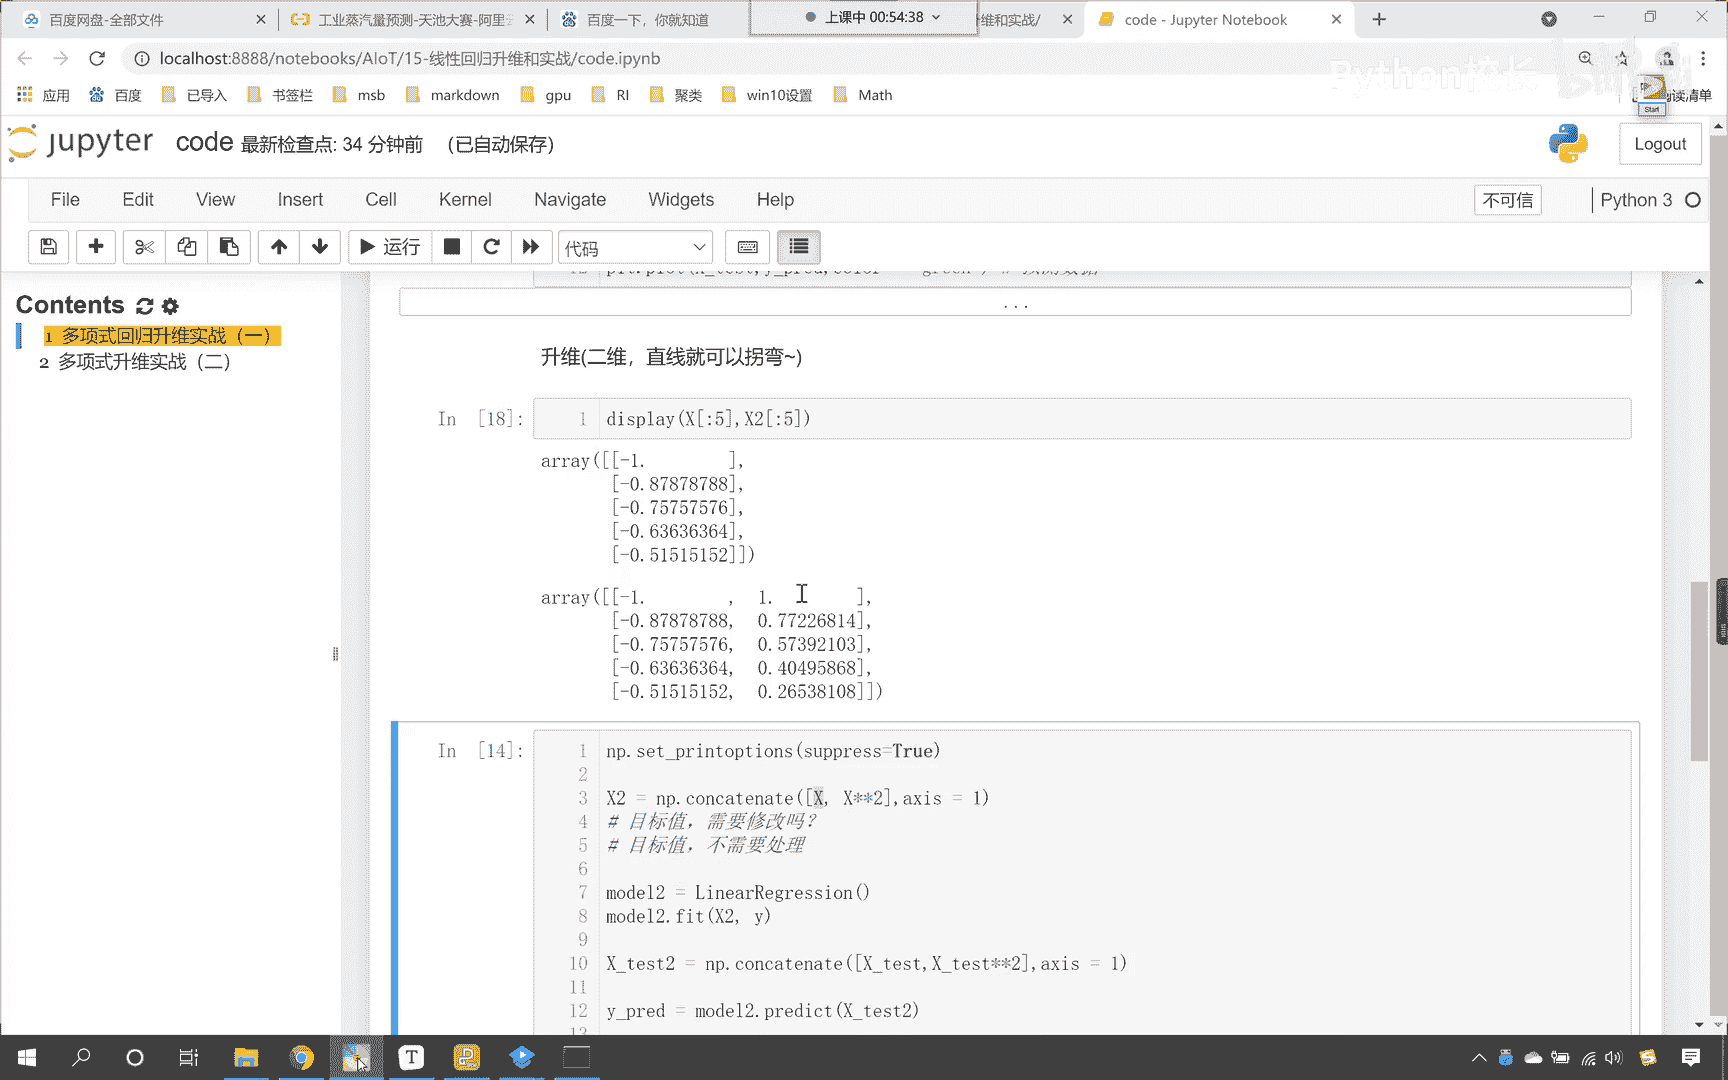 百度网盘-全部文件
工业蒸汽量预测-天池大赛-阿里云
百度一下，你就知道
上课中 00:54:38
维和实战/
code - Jupyter Notebook
localhost:8888/notebooks/AIoT/15-线性回归升维和实战/code.ipynb
Python校长
应用 百度 已导入 书签栏 msb markdown gpu RI 聚类 win10设置 Math
阅读清单
Start
jupyter code 最新检查点: 34 分钟前 (已自动保存)
Logout
File Edit View Insert Cell Kernel Navigate Widgets Help
不可信
Python 3
运行
代码
Contents
1 多项式回归升维实战（一）
2 多项式升维实战（二）
...
升维(二维，直线就可以拐弯~)
In [18]:
1 display(X[:5],X2[:5])
array([[-1.        ],
[-0.87878788],
[-0.75757576],
[-0.63636364],
[-0.51515152]])
array([[-1.        ,  1.        ],
[-0.87878788,  0.77226814],
[-0.75757576,  0.57392103],
[-0.63636364,  0.40495868],
[-0.51515152,  0.26538108]])
In [14]:
1 np.set_printoptions(suppress=True)
2
3 X2 = np.concatenate([X, X**2],axis = 1)
4 # 目标值，需要修改吗？
5 # 目标值，不需要处理
6
7 model2 = LinearRegression()
8 model2.fit(X2, y)
9
10 X_test2 = np.concatenate([X_test,X_test**2],axis = 1)
11
12 y_pred = model2.predict(X_test2)
13